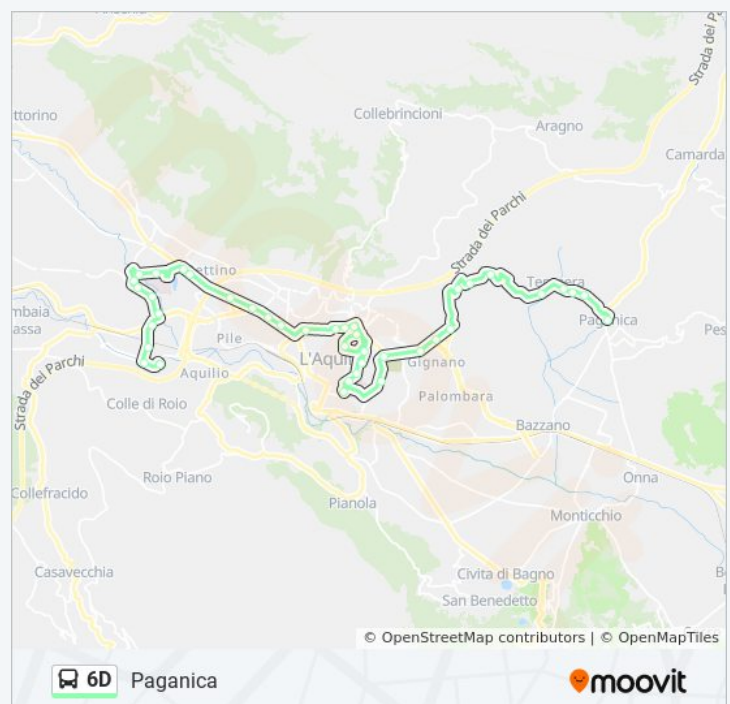 Collebrincioni
Aragno
Strada dei Parchi
ttorino
Camarda
Strada dei Parchi
ettino
Tempera
mbaia
assa
Paganica
Pes
Pile
L'Aqui
Gignano
Strada dei Parchi
Aquilio
Palombara
Colle di Roio
Bazzano
Roio Piano
Onna
Collefracido
Pianola
Monticchio
Casavecchia
Civita di Bagno
San Benedetto
© OpenStreetMap contributors | © OpenMapTiles
6D Paganica
moovit